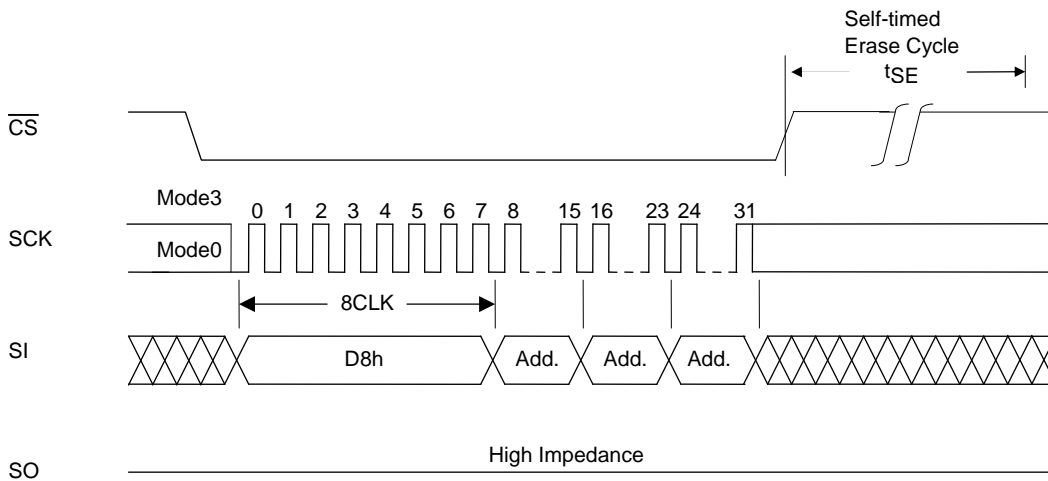 Self-timed
Erase Cycle
tSE
CS
Mode3
0 1 2 3 4 5 6 7 8 15 16 23 24 31
SCK
Mode0
8CLK
SI
D8h Add. Add. Add.
High Impedance
SO